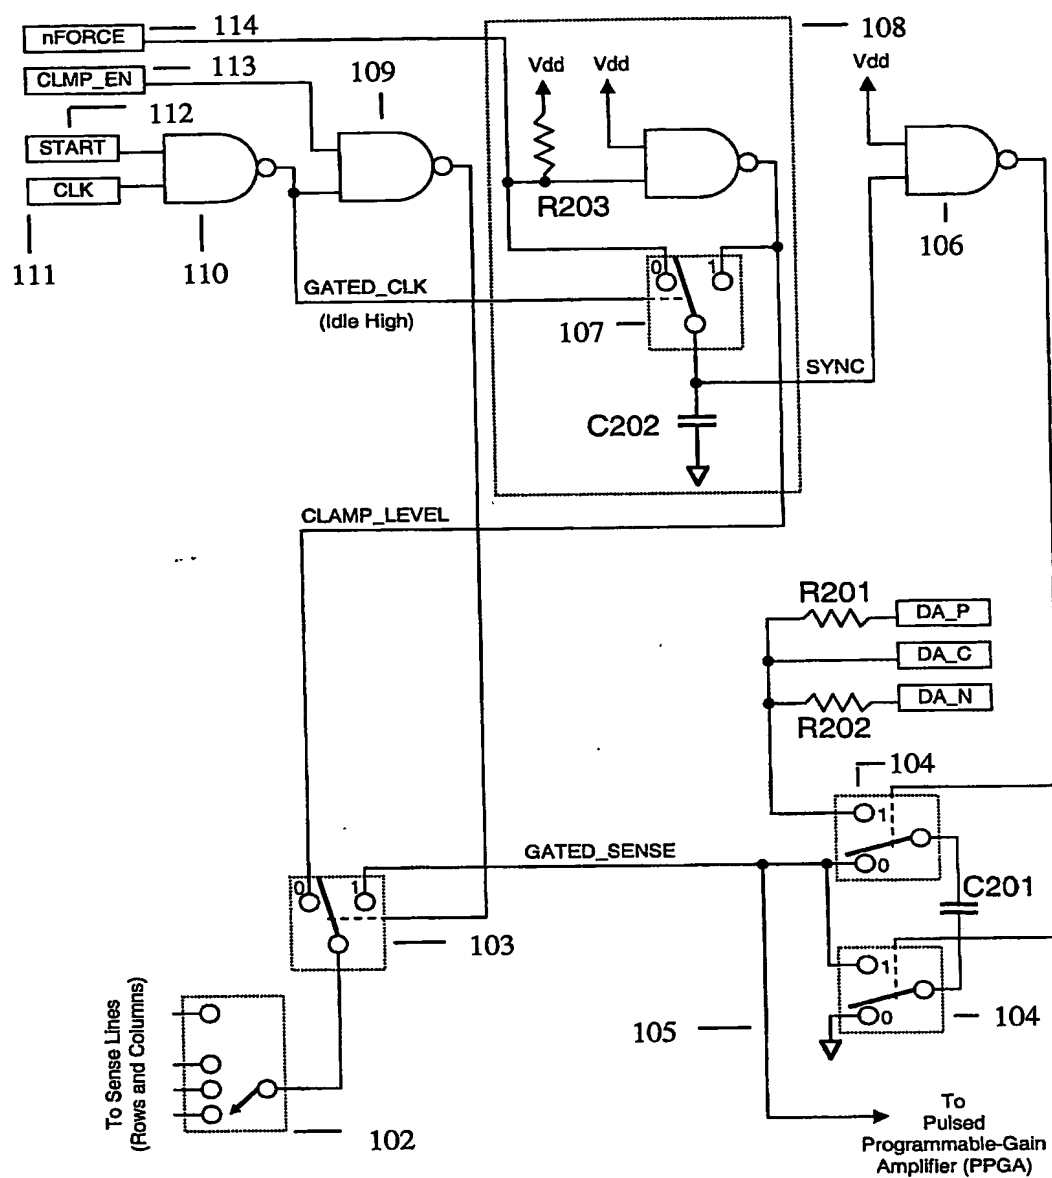 nFORCE
114
108
CLMP_EN
113
109
Vdd
Vdd
Vdd
112
START
CLK
R203
106
111
110
GATED_CLK
(Idle High)
0
1
107
SYNC
C202
CLAMP_LEVEL
R201
DA_P
DA_C
DA_N
R202
104
1
GATED_SENSE
0
0
1
C201
103
1
To Sense Lines
(Rows and Columns)
0
104
105
102
To
Pulsed
Programmable-Gain
Amplifier (PPGA)